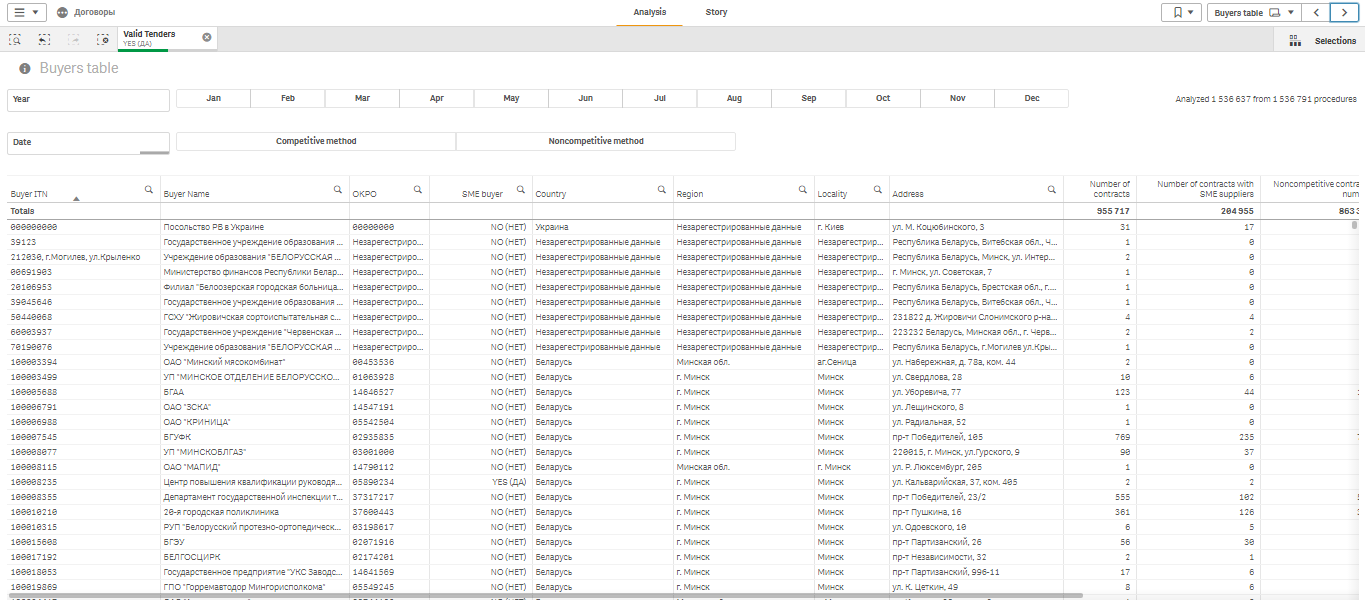 Договоры Analysis Story Buyers table
Valid Tenders
YES (ДА)
Selections
Buyers table
Year Jan Feb Mar Apr May Jun Jul Aug Sep Oct Nov Dec Analyzed 1 536 637 from 1 536 791 procedures
Date Competitive method Noncompetitive method
Buyer ITN Buyer Name OKPO SME buyer Country Region Locality Address Number of contracts Number of contracts with SME suppliers Noncompetitive contra num
Totals 955 717 204 955 863 3
000000000 Посольство РБ в Украине 00000000 NO (НЕТ) Украина Незарегестрированные данные г. Киев ул. М. Коцюбинского, 3 31 17
39123 Государственное учреждение образования ... Незарегестриро... NO (НЕТ) Незарегестрированные данные Незарегестрированные данные Незарегестрир... Республика Беларусь, Витебская обл., Ч... 1 0
212030, г.Могилев, ул.Крыленко Учреждение образования "БЕЛОРУССКАЯ ... Незарегестриро... NO (НЕТ) Незарегестрированные данные Незарегестрированные данные Незарегестрир... Республика Беларусь, Минск, ул. Интер... 2 0
00691903 Министерство финансов Республики Белар... Незарегестриро... NO (НЕТ) Незарегестрированные данные Незарегестрированные данные Незарегестрир... г. Минск, ул. Советская, 7 1 0
20106953 Филиал "Белоозерская городская больница... Незарегестриро... NO (НЕТ) Незарегестрированные данные Незарегестрированные данные Незарегестрир... Республика Беларусь, Брестская обл., г.... 1 0
39045646 Государственное учреждение образования ... Незарегестриро... NO (НЕТ) Незарегестрированные данные Незарегестрированные данные Незарегестрир... Республика Беларусь, Витебская обл., Ч... 1 0
50440068 ГСХУ "Жировичская сортоиспытательная с... Незарегестриро... NO (НЕТ) Незарегестрированные данные Незарегестрированные данные Незарегестрир... 231822 д. Жировичи Слонимского р-на... 4 4
60003937 Государственное учреждение "Червенская ... Незарегестриро... NO (НЕТ) Незарегестрированные данные Незарегестрированные данные Незарегестрир... 223232 Беларусь, Минская обл., г. Черв... 2 2
70190076 Учреждение образования "БЕЛОРУССКАЯ ... Незарегестриро... NO (НЕТ) Незарегестрированные данные Незарегестрированные данные Незарегестрир... Республика Беларусь, г.Могилев ул.Кры... 1 0
100003394 ОАО "Минский мясокомбинат" 00453536 NO (НЕТ) Беларусь Минская обл. аг.Сеница ул. Набережная, д. 78а, ком. 44 2 0
100003499 УП "МИНСКОЕ ОТДЕЛЕНИЕ БЕЛОРУССКО... 01063928 NO (НЕТ) Беларусь г. Минск Минск ул. Свердлова, 28 10 6
100005688 БГАА 14646527 NO (НЕТ) Беларусь г. Минск Минск ул. Уборевича, 77 123 44
100006791 ОАО "ЗСКА" 14547191 NO (НЕТ) Беларусь г. Минск Минск ул. Лещинского, 8 1 0
100006988 ОАО "КРИНИЦА" 05542504 NO (НЕТ) Беларусь г. Минск Минск ул. Радиальная, 52 1 0
100007545 БГУФК 02935835 NO (НЕТ) Беларусь г. Минск Минск пр-т Победителей, 105 769 235
100008077 УП "МИНСКОБЛГАЗ" 03001000 NO (НЕТ) Беларусь г. Минск Минск 220015, г. Минск, ул.Гурского, 9 90 37
100008115 ОАО "МАПИД" 14790112 NO (НЕТ) Беларусь Минская обл. г. Минск ул. Р. Люксембург, 205 1 0
100008235 Центр повышения квалификации руководя... 05890234 YES (ДА) Беларусь г. Минск Минск ул. Кальварийская, 37, ком. 405 2 2
100008355 Департамент государственной инспекции т... 37317217 NO (НЕТ) Беларусь г. Минск Минск пр-т Победителей, 23/2 555 102
100010210 20-я городская поликлиника 37600443 NO (НЕТ) Беларусь г. Минск Минск пр-т Пушкина, 16 361 126
100010315 РУП "Белорусский протезно-ортопедическ... 03198617 NO (НЕТ) Беларусь г. Минск Минск ул. Одоевского, 10 6 5
100015608 БГЭУ 02071916 NO (НЕТ) Беларусь г. Минск Минск пр-т Партизанский, 26 56 30
100017192 БЕЛГОСЦИРК 02174201 NO (НЕТ) Беларусь г. Минск Минск пр-т Независимости, 32 2 1
100018053 Государственное предприятие "УКС Заводс... 14641569 NO (НЕТ) Беларусь г. Минск Минск пр-т Партизанский, 99б-11 17 6
100019869 ГПО "Горремавтодор Мингорисполкома" 05549245 NO (НЕТ) Беларусь г. Минск Минск ул. К. Цеткин, 49 8 6